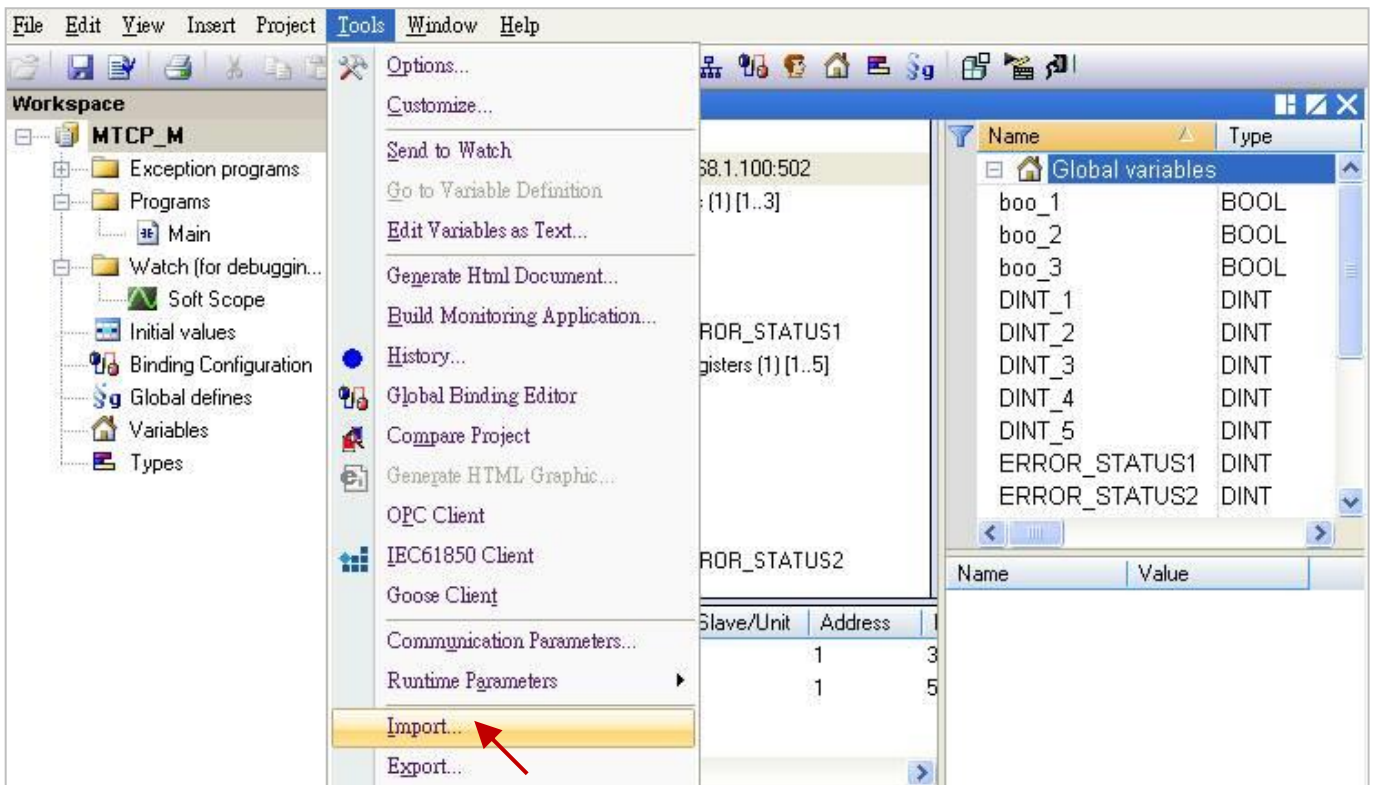 File Edit View Insert Project Tools Window Help
Workspace
MTCP_M
Exception programs
Programs
Main
Watch (for debuggin...
Soft Scope
Initial values
Binding Configuration
Global defines
Variables
Types
Options...
Customize...
Send to Watch
Go to Variable Definition
Edit Variables as Text...
Generate Html Document...
Build Monitoring Application...
History...
Global Binding Editor
Compare Project
Generate HTML Graphic...
OPC Client
IEC61850 Client
Goose Client
Communication Parameters...
Runtime Parameters
Import...
Export...
68.1.100:502
(1) [1..3]
ROR_STATUS1
gisters (1) [1..5]
ROR_STATUS2
Slave/Unit Address
1 3
1 5
Name Type
Global variables
boo_1 BOOL
boo_2 BOOL
boo_3 BOOL
DINT_1 DINT
DINT_2 DINT
DINT_3 DINT
DINT_4 DINT
DINT_5 DINT
ERROR_STATUS1 DINT
ERROR_STATUS2 DINT
Name Value